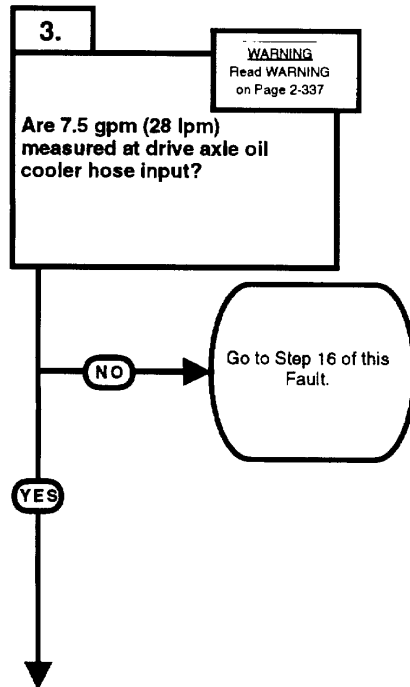 3.
WARNING
Read WARNING
on Page 2-337
Are 7.5 gpm (28 lpm)
measured at drive axle oil
cooler hose input?
NO
Go to Step 16 of this
Fault.
YES